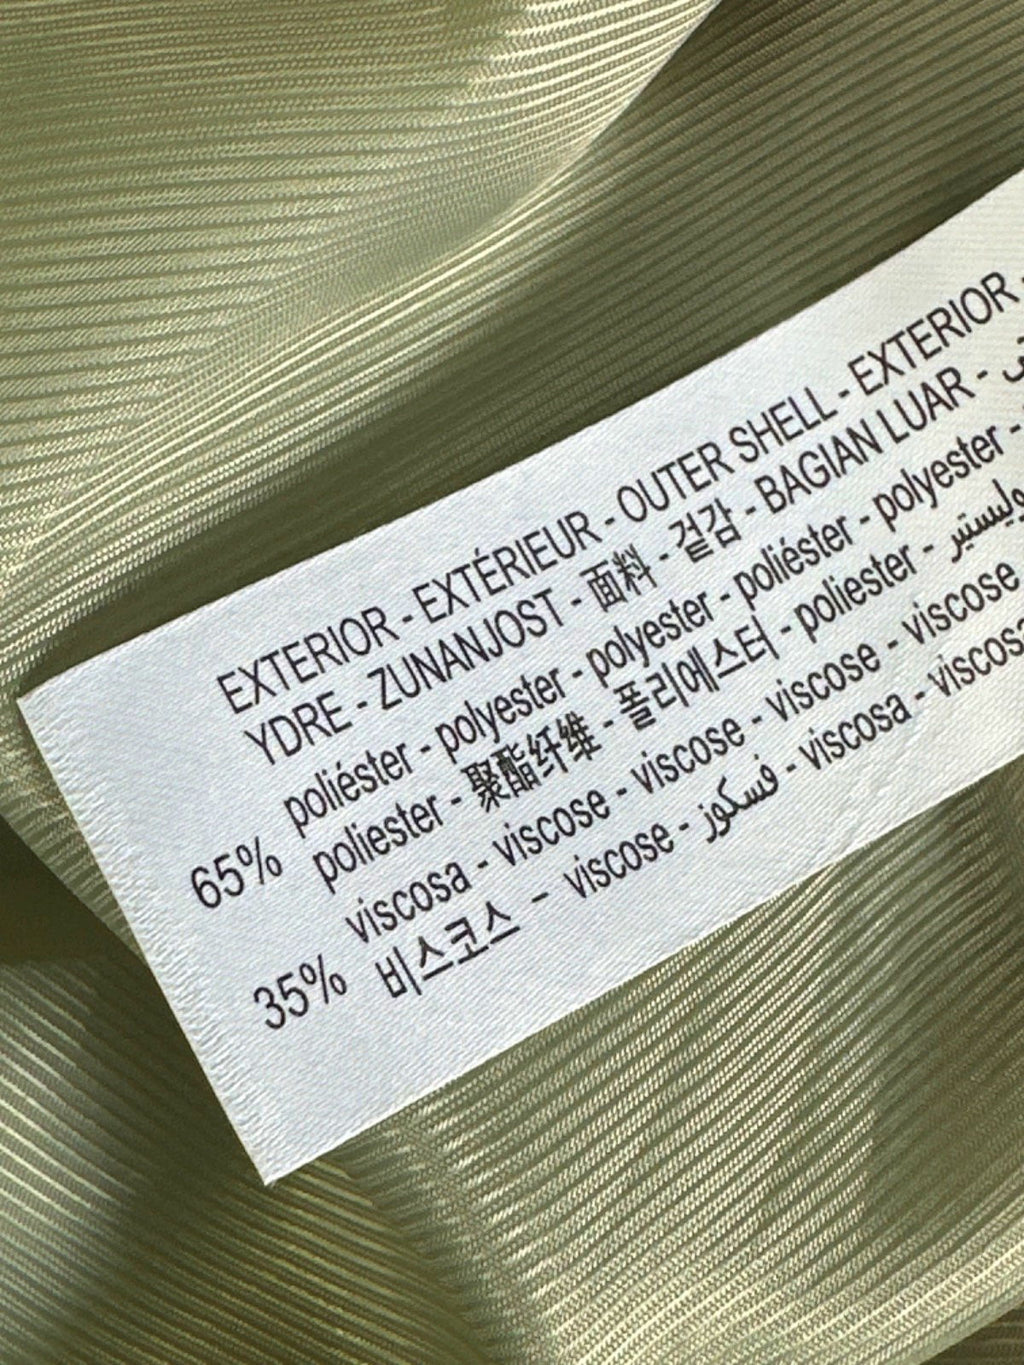 EXTERIOR - EXTÉRIEUR - OUTER SHELL - EXTERIOR -
YDRE - ZUNANJOST - 面料 - 겉감 - BAGIAN LUAR -
65% poliéster - polyester - polyester - poliéster - polyester -
poliester - 聚酯纤维 - 폴리에스터 - poliester -
35% viscosa - viscose - viscose - viscose - viscose
비스코스 - viscose - فسكوز - viscosa - viscosa